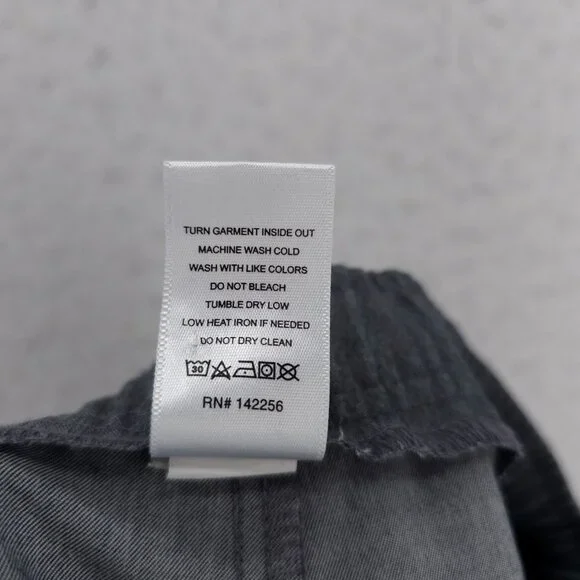 TURN GARMENT INSIDE OUT
MACHINE WASH COLD
WASH WITH LIKE COLORS
DO NOT BLEACH
TUMBLE DRY LOW
LOW HEAT IRON IF NEEDED
DO NOT DRY CLEAN
30
RN# 142256